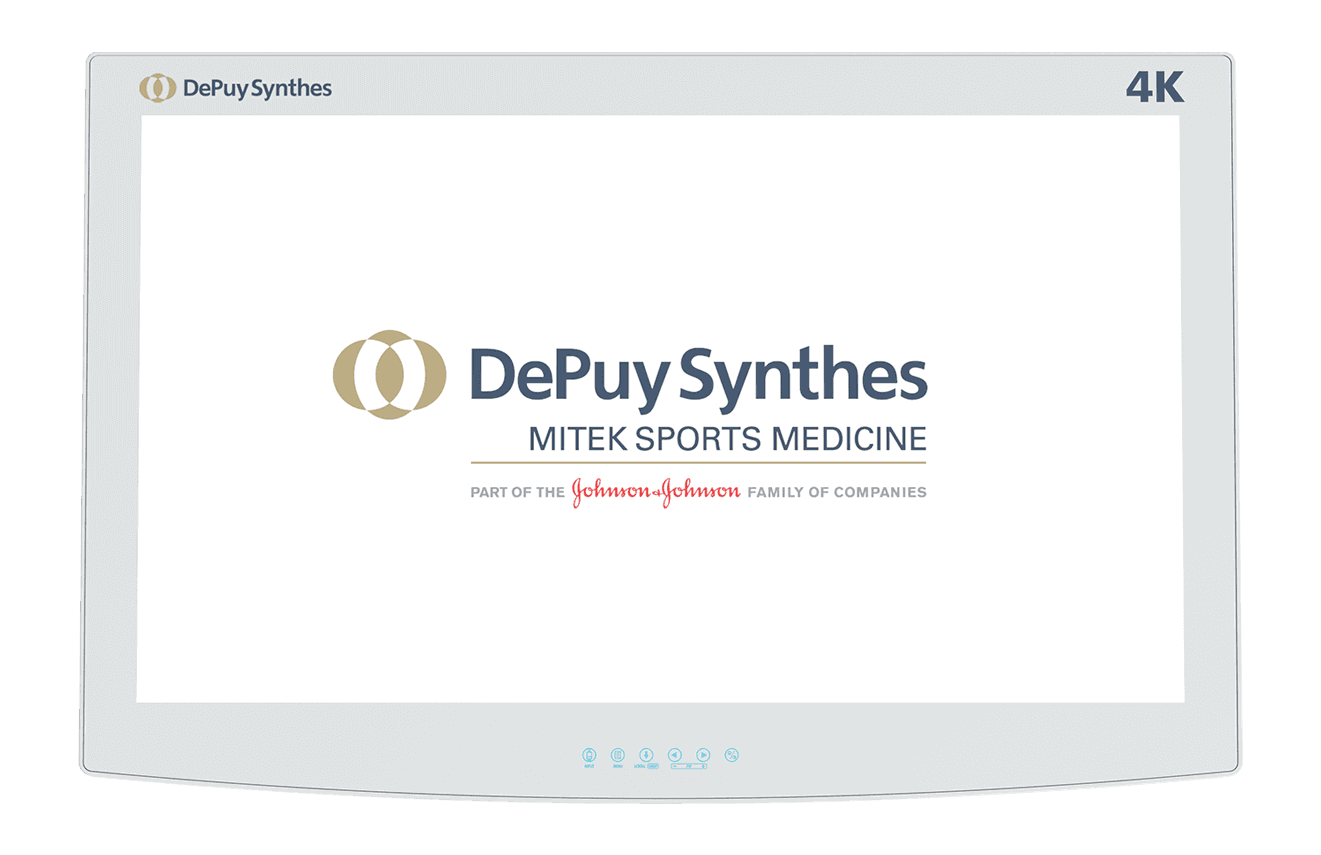 DePuy Synthes
4K
DePuy Synthes
MITEK SPORTS MEDICINE
PART OF THE Johnson & Johnson FAMILY OF COMPANIES